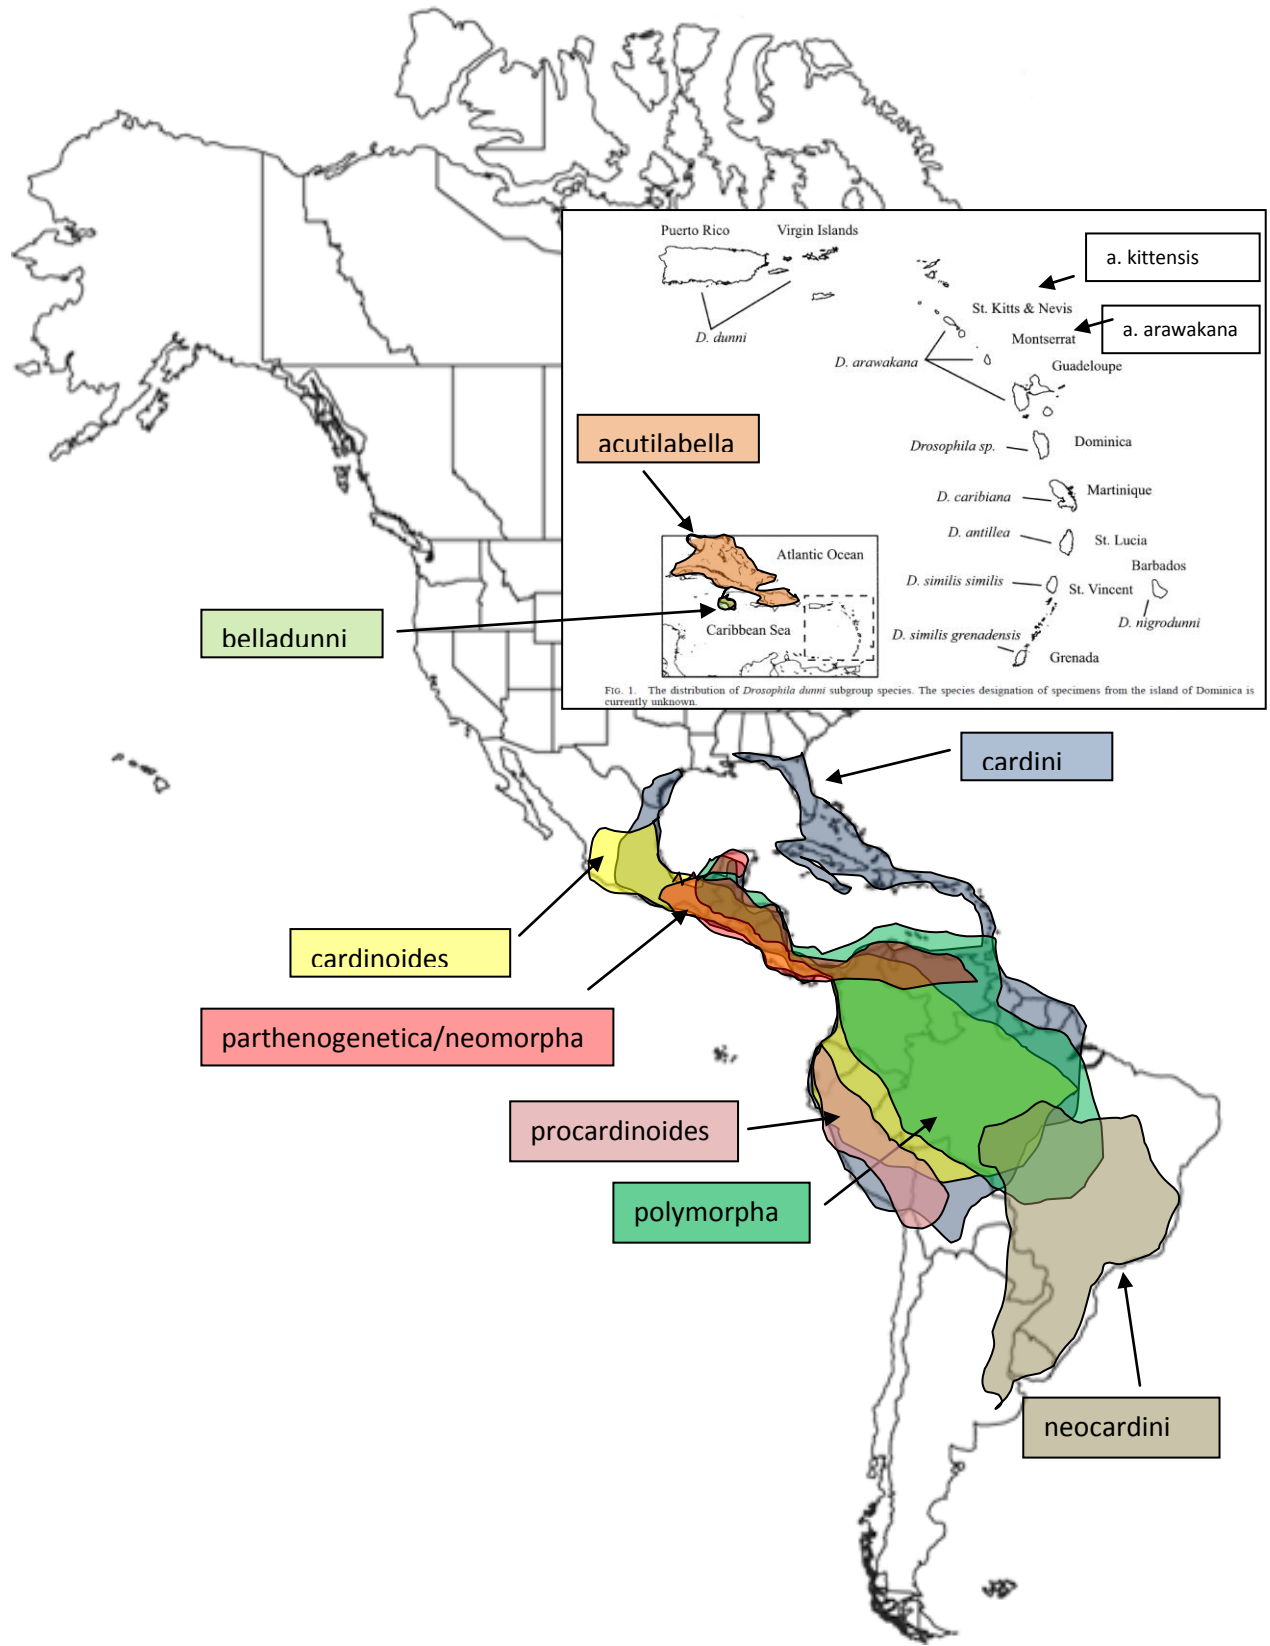 Puerto Rico
Virgin Islands
a. kittensis
St. Kitts & Nevis
a. arawakana
Montserrat
D. dunni
D. arawakana
Guadeloupe
acutilabella
Drosophila sp.
Dominica
D. caribiana
Martinique
D. antillea
St. Lucia
Atlantic Ocean
Barbados
D. similis similis
St. Vincent
D. nigrodunni
belladunni
Caribbean Sea
D. similis grenadensis
Grenada
FIG. 1. The distribution of Drosophila dunni subgroup species. The species designation of specimens from the island of Dominica is
currently unknown.
cardini
cardinoides
parthenogenetica/neomorpha
procardinoides
polymorpha
neocardini